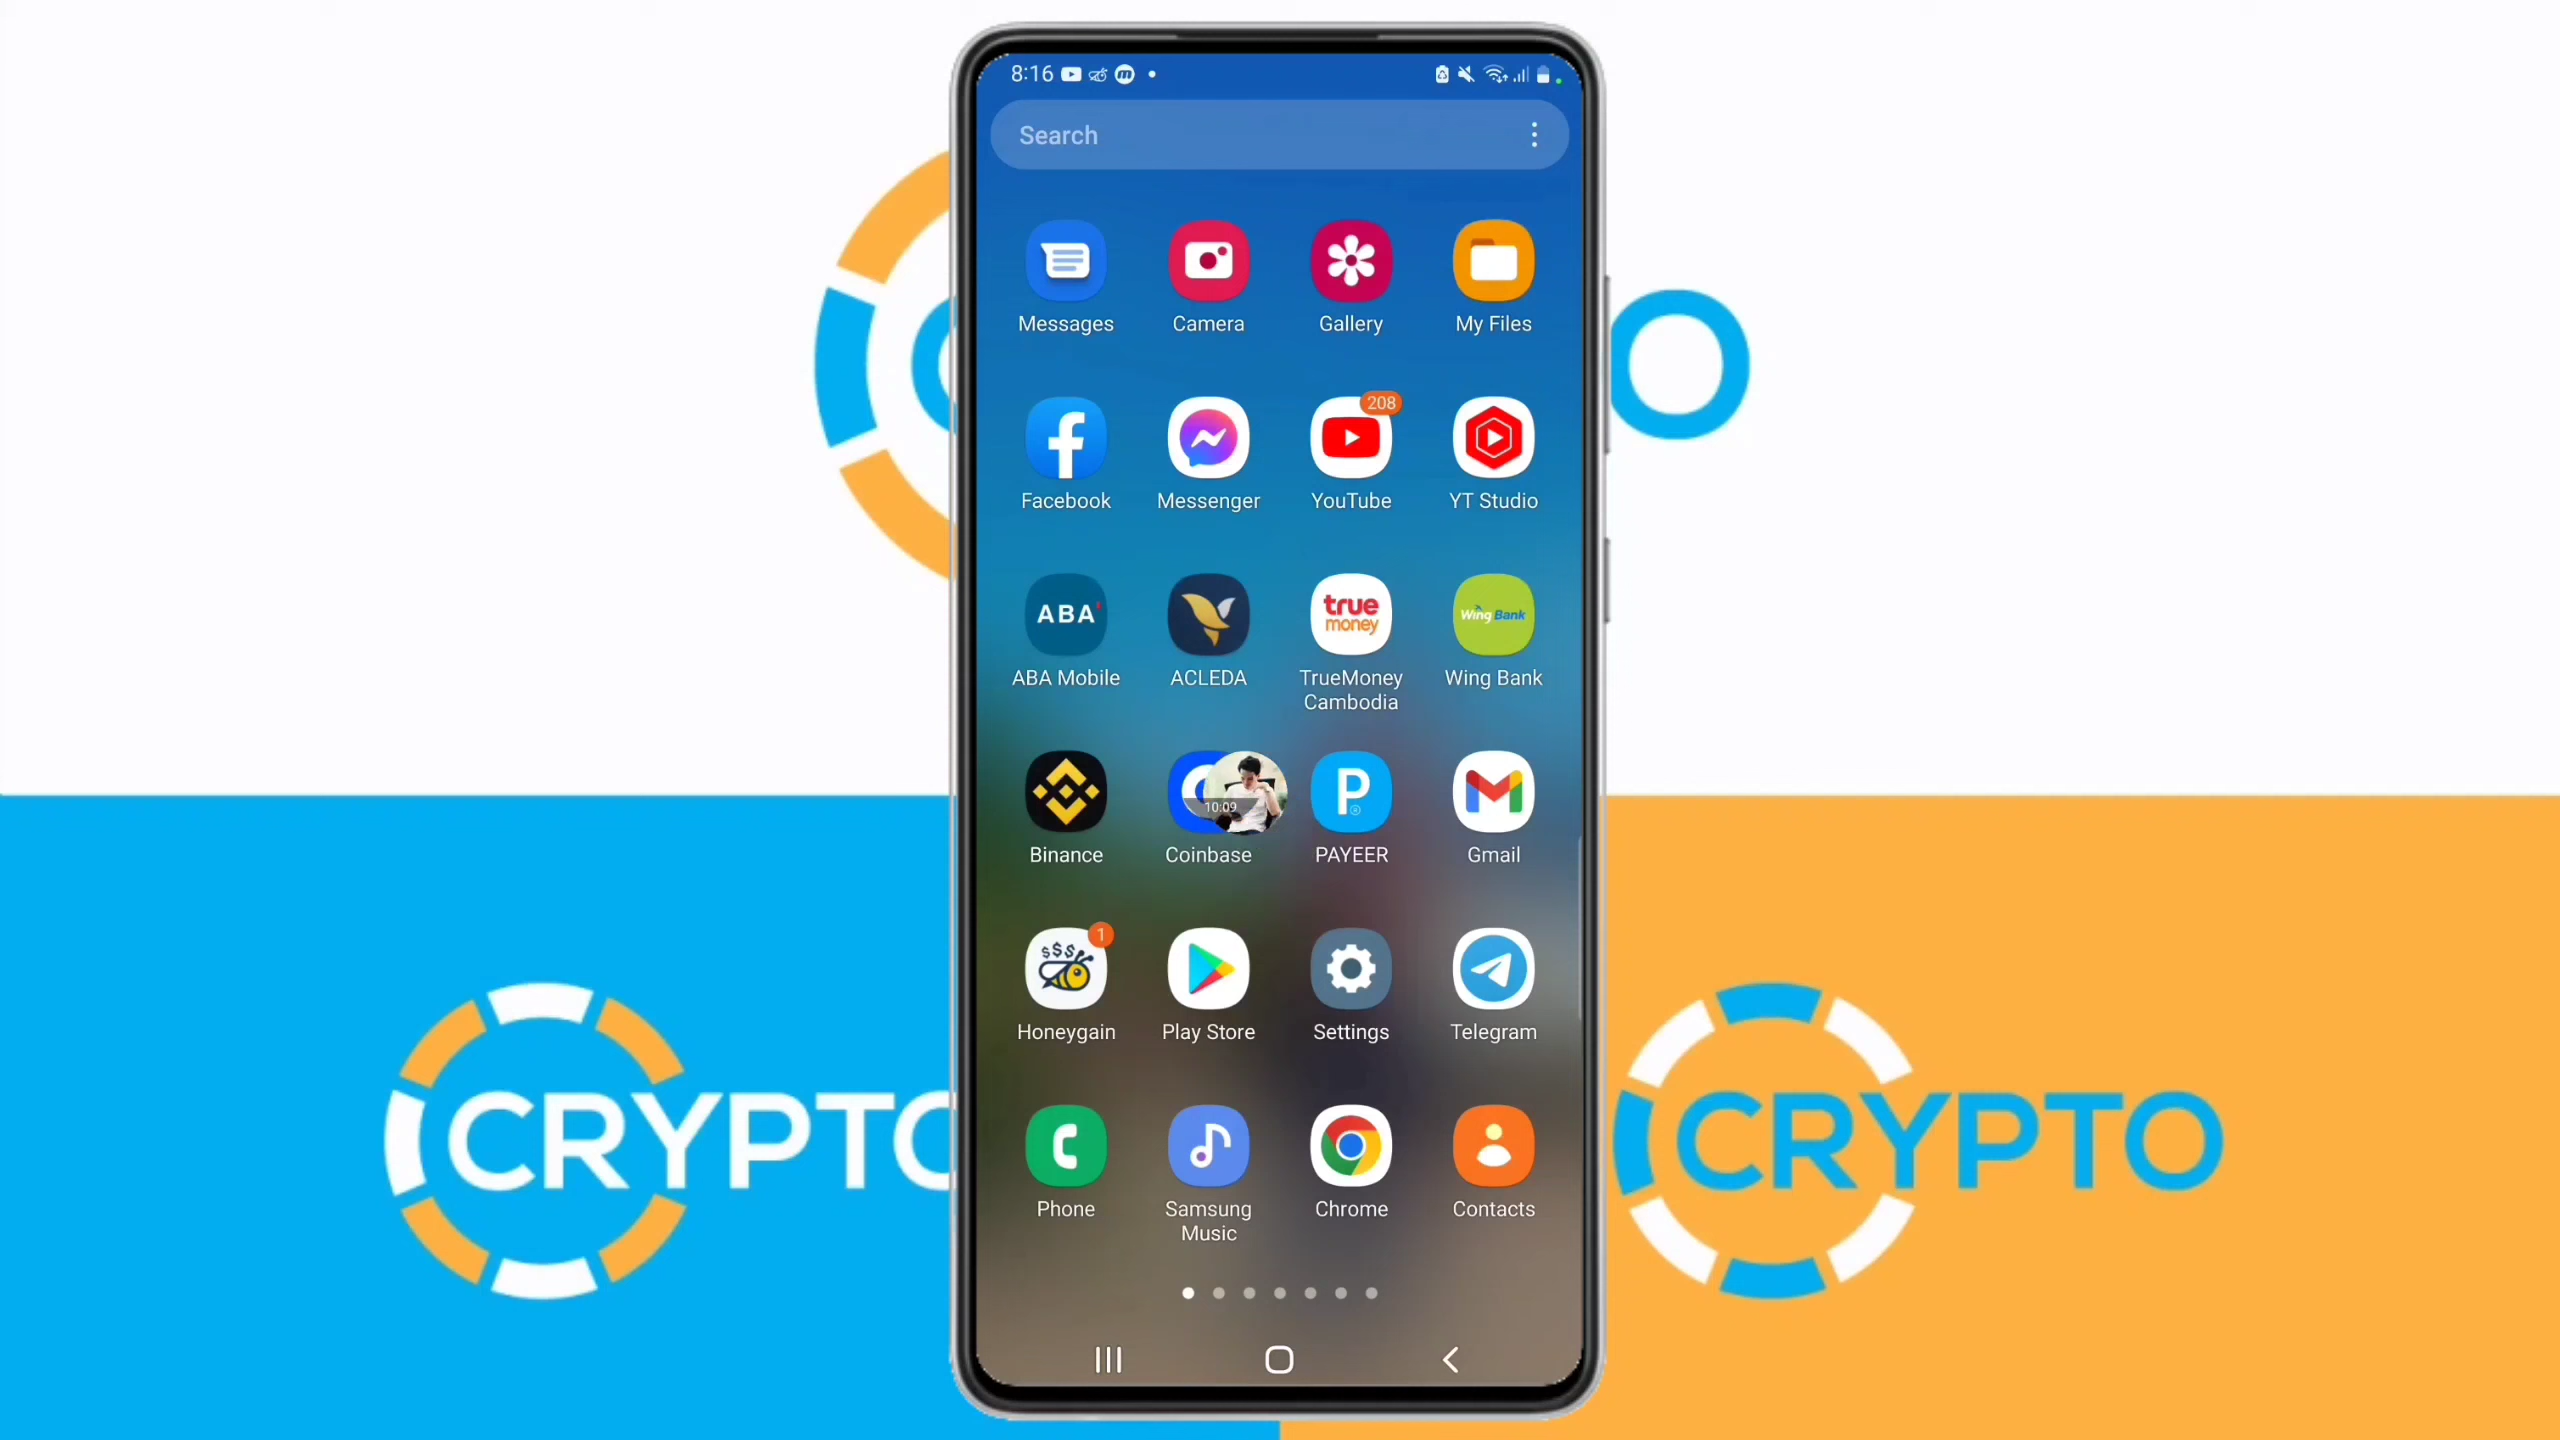 8:16
Search
Messages
Camera
Gallery
My Files
208
Facebook
Messenger
YouTube
YT Studio
ABA'
true
money
Wing Bank
ABA Mobile
ACLEDA
TrueMoney
Cambodia
Wing Bank
10:09
P
Binance
Coinbase
PAYEER
Gmail
$$$
1
Honeygain
Play Store
Settings
Telegram
Phone
Samsung
Music
Chrome
Contacts
CRYPTO
CRYPTO
O